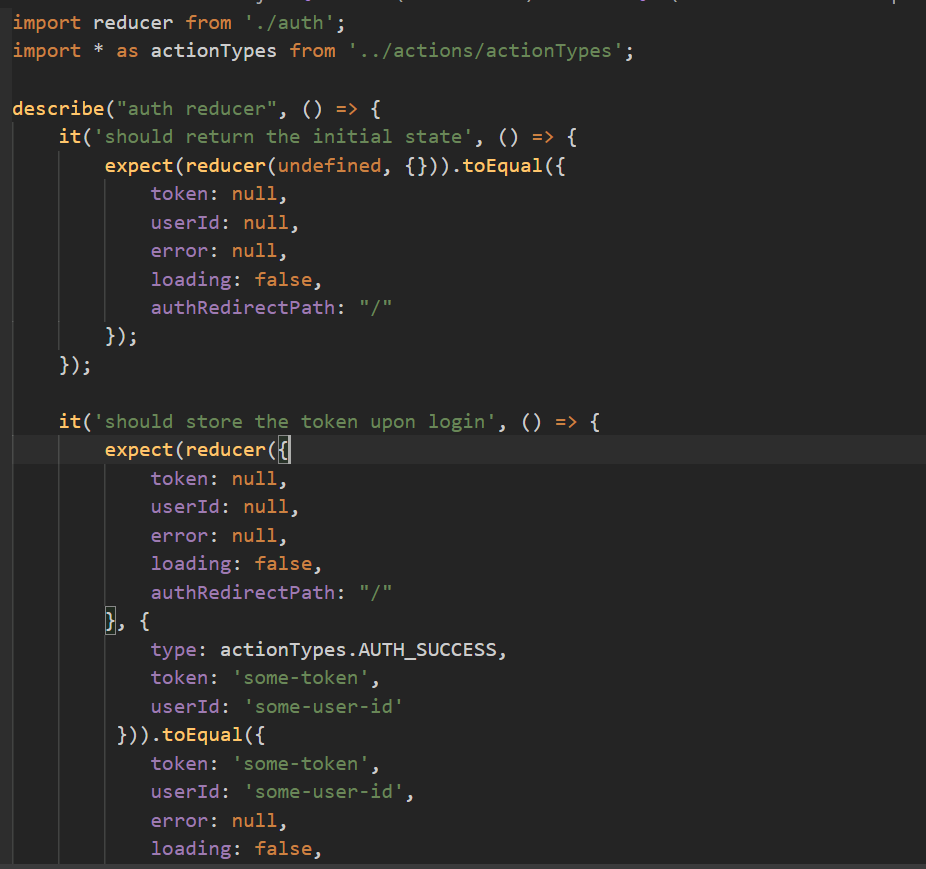 import reducer from './auth';
import * as actionTypes from '../actions/actionTypes';

describe("auth reducer", () => {
    it('should return the initial state', () => {
        expect(reducer(undefined, {})).toEqual({
            token: null,
            userId: null,
            error: null,
            loading: false,
            authRedirectPath: "/"
        });
    });

    it('should store the token upon login', () => {
        expect(reducer({
            token: null,
            userId: null,
            error: null,
            loading: false,
            authRedirectPath: "/"
        }, {
            type: actionTypes.AUTH_SUCCESS,
            token: 'some-token',
            userId: 'some-user-id'
         })).toEqual({
            token: 'some-token',
            userId: 'some-user-id',
            error: null,
            loading: false,